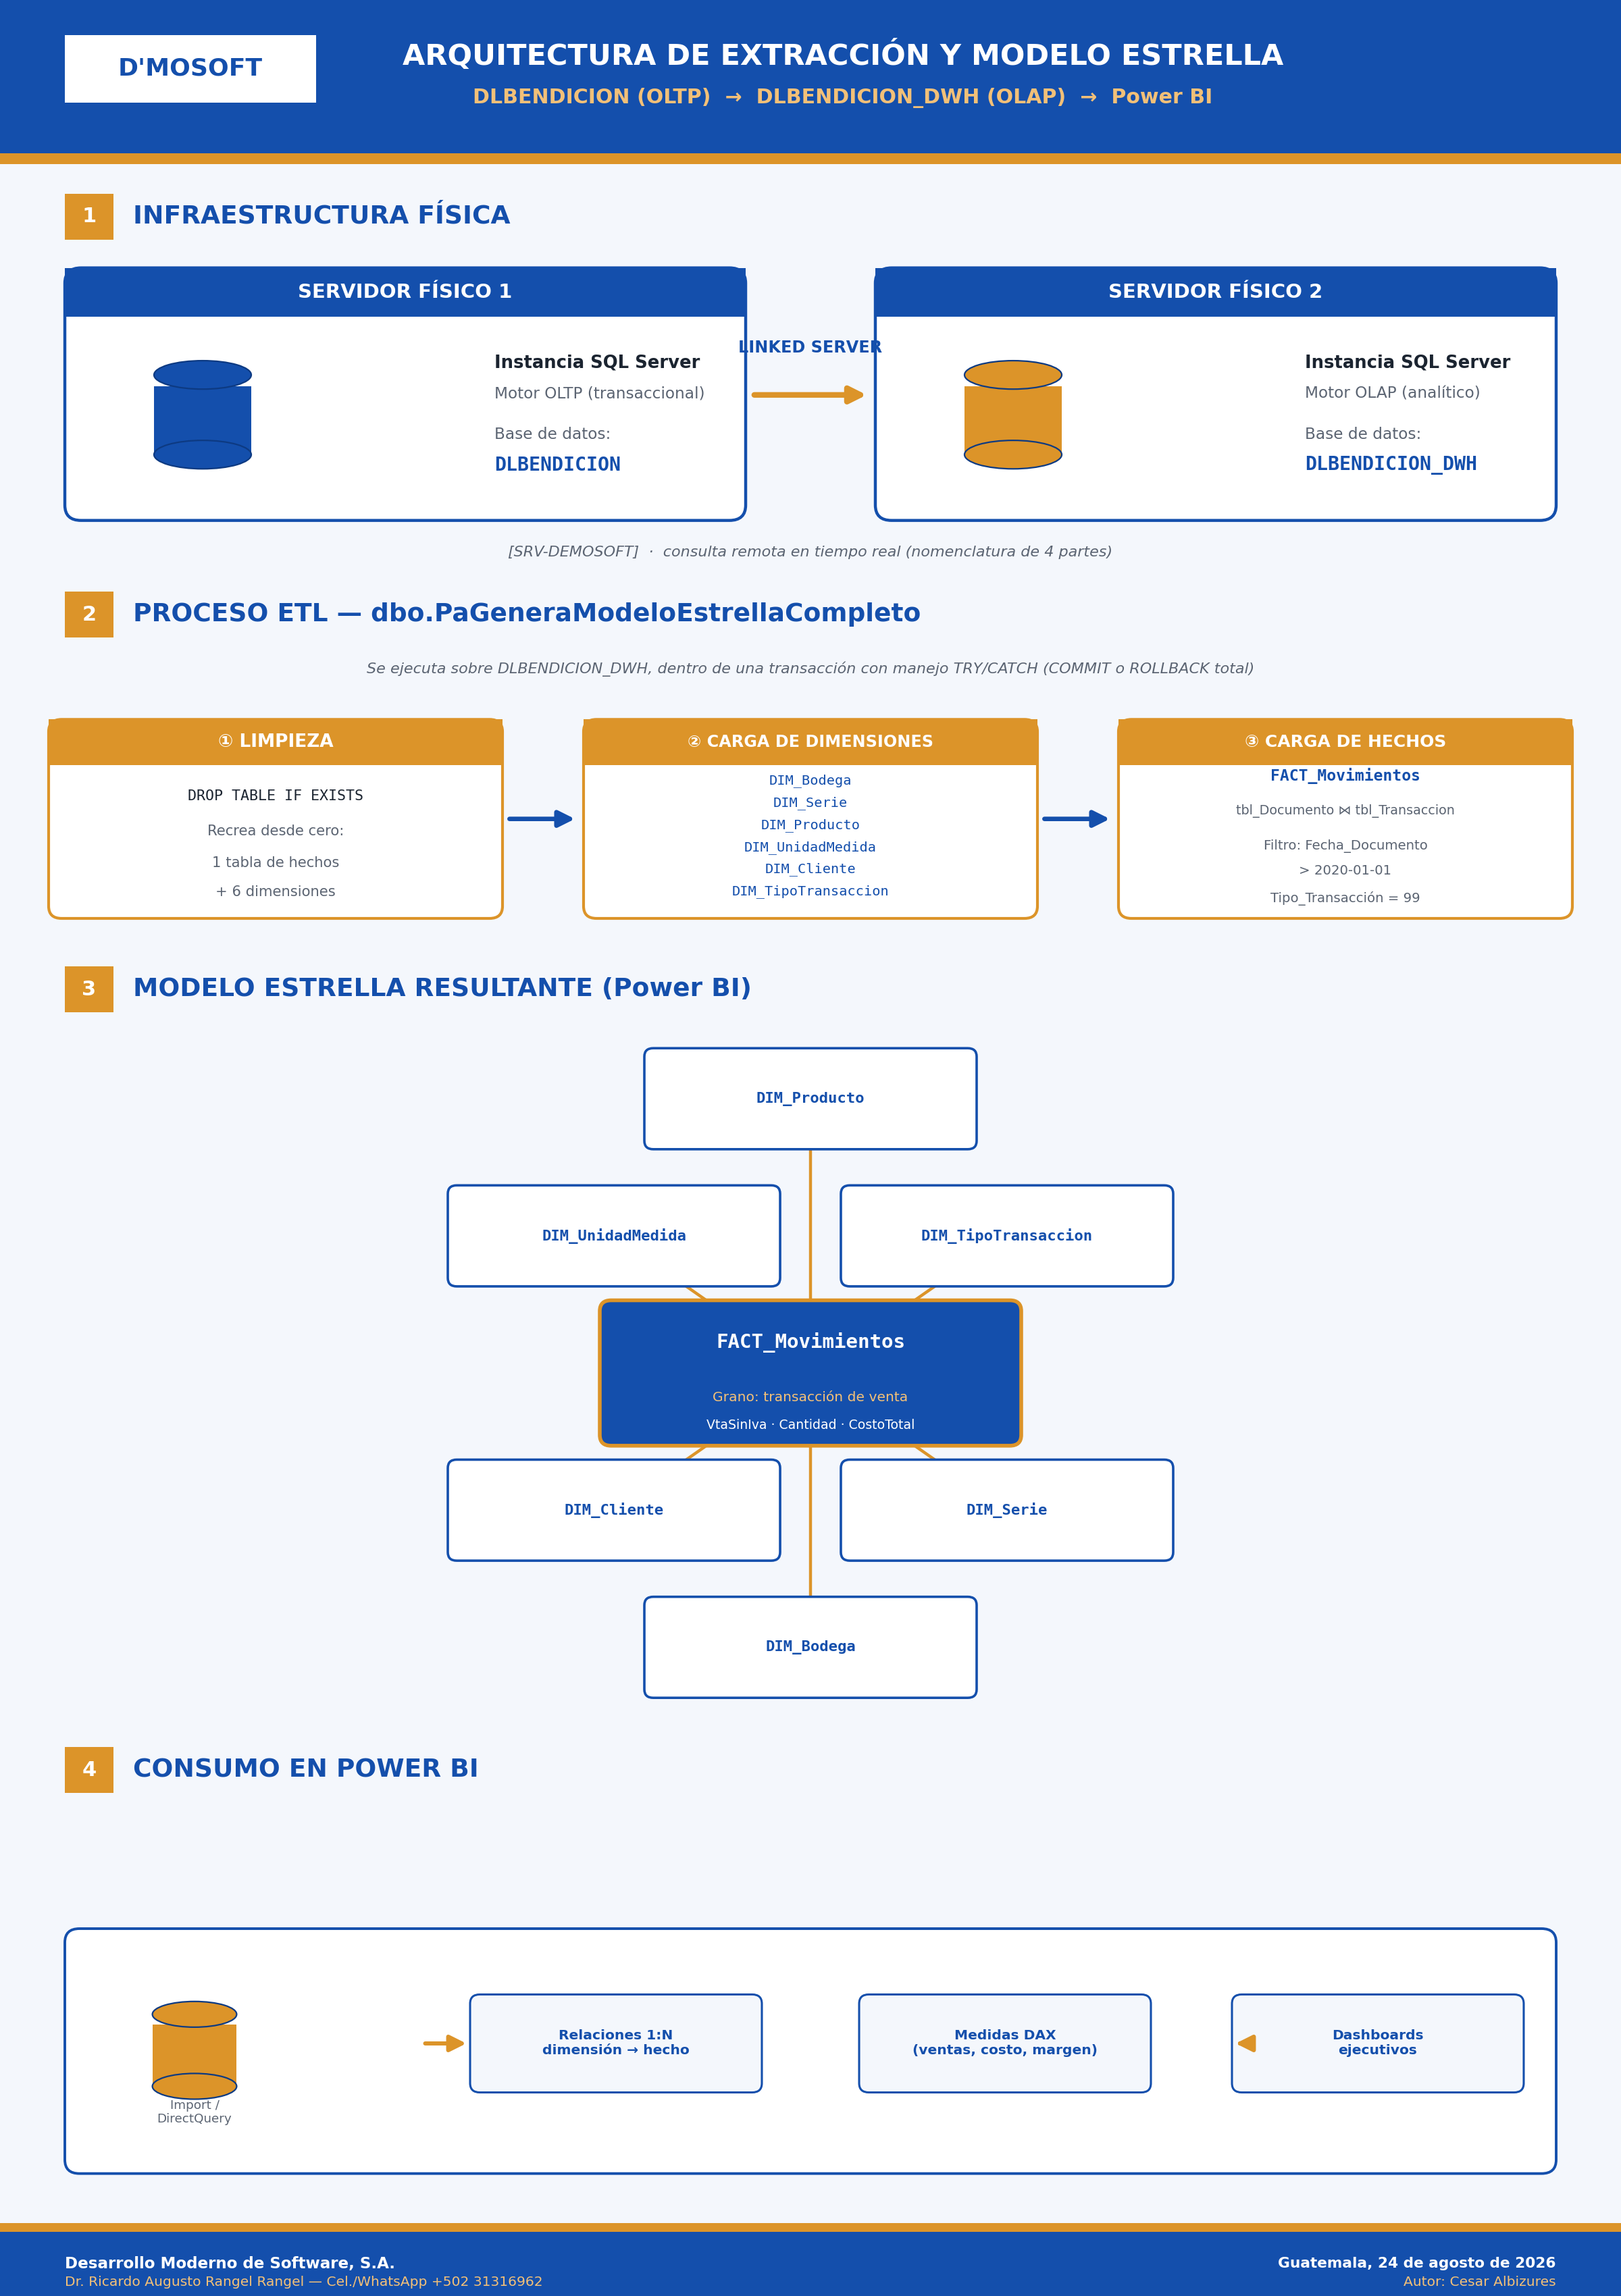 D'MOSOFT
ARQUITECTURA DE EXTRACCIÓN Y MODELO ESTRELLA
DLBENDICION (OLTP) → DLBENDICION_DWH (OLAP) → Power BI
1 INFRAESTRUCTURA FÍSICA
SERVIDOR FÍSICO 1
Instancia SQL Server
Motor OLTP (transaccional)
Base de datos:
DLBENDICION
LINKED SERVER
SERVIDOR FÍSICO 2
Instancia SQL Server
Motor OLAP (analítico)
Base de datos:
DLBENDICION_DWH
[SRV-DEMOSOFT] · consulta remota en tiempo real (nomenclatura de 4 partes)
2 PROCESO ETL — dbo.PaGeneraModeloEstrellaCompleto
Se ejecuta sobre DLBENDICION_DWH, dentro de una transacción con manejo TRY/CATCH (COMMIT o ROLLBACK total)
① LIMPIEZA
DROP TABLE IF EXISTS
Recrea desde cero:
1 tabla de hechos
+ 6 dimensiones
② CARGA DE DIMENSIONES
DIM_Bodega
DIM_Serie
DIM_Producto
DIM_UnidadMedida
DIM_Cliente
DIM_TipoTransaccion
③ CARGA DE HECHOS
FACT_Movimientos
tbl_Documento ⋈ tbl_Transaccion
Filtro: Fecha_Documento
> 2020-01-01
Tipo_Transacción = 99
3 MODELO ESTRELLA RESULTANTE (Power BI)
DIM_Producto
DIM_UnidadMedida
DIM_TipoTransaccion
FACT_Movimientos
Grano: transacción de venta
VtaSinIva · Cantidad · CostoTotal
DIM_Cliente
DIM_Serie
DIM_Bodega
4 CONSUMO EN POWER BI
Import /
DirectQuery
Relaciones 1:N
dimensión → hecho
Medidas DAX
(ventas, costo, margen)
Dashboards
ejecutivos
Desarrollo Moderno de Software, S.A.
Dr. Ricardo Augusto Rangel Rangel — Cel./WhatsApp +502 31316962
Guatemala, 24 de agosto de 2026
Autor: Cesar Albizures